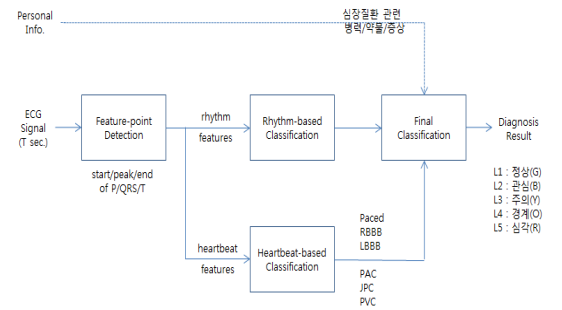 Personal
Info.
심장질환 관련
병력/약물/증상
ECG
Signal
(T sec.)
Feature-point
Detection
rhythm
features
Rhythm-based
Classification
Final
Classification
Diagnosis
Result
start/peak/end
of P/QRS/T
L1 : 정상(G)
L2 : 관심(B)
L3 : 주의(Y)
L4 : 경계(O)
L5 : 심각(R)
heartbeat
features
Heartbeat-based
Classification
Paced
RBBB
LBBB
PAC
JPC
PVC